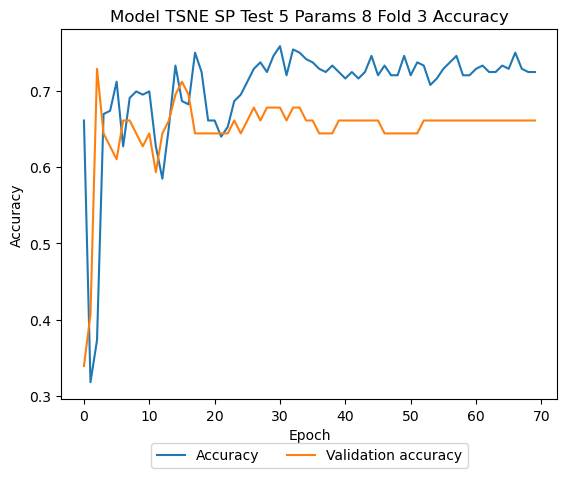 Model TSNE SP Test 5 Params 8 Fold 3 Accuracy
Accuracy
0.7
0.6
0.5
0.4
0.3
0 10 20 30 40 50 60 70
Epoch
Accuracy Validation accuracy